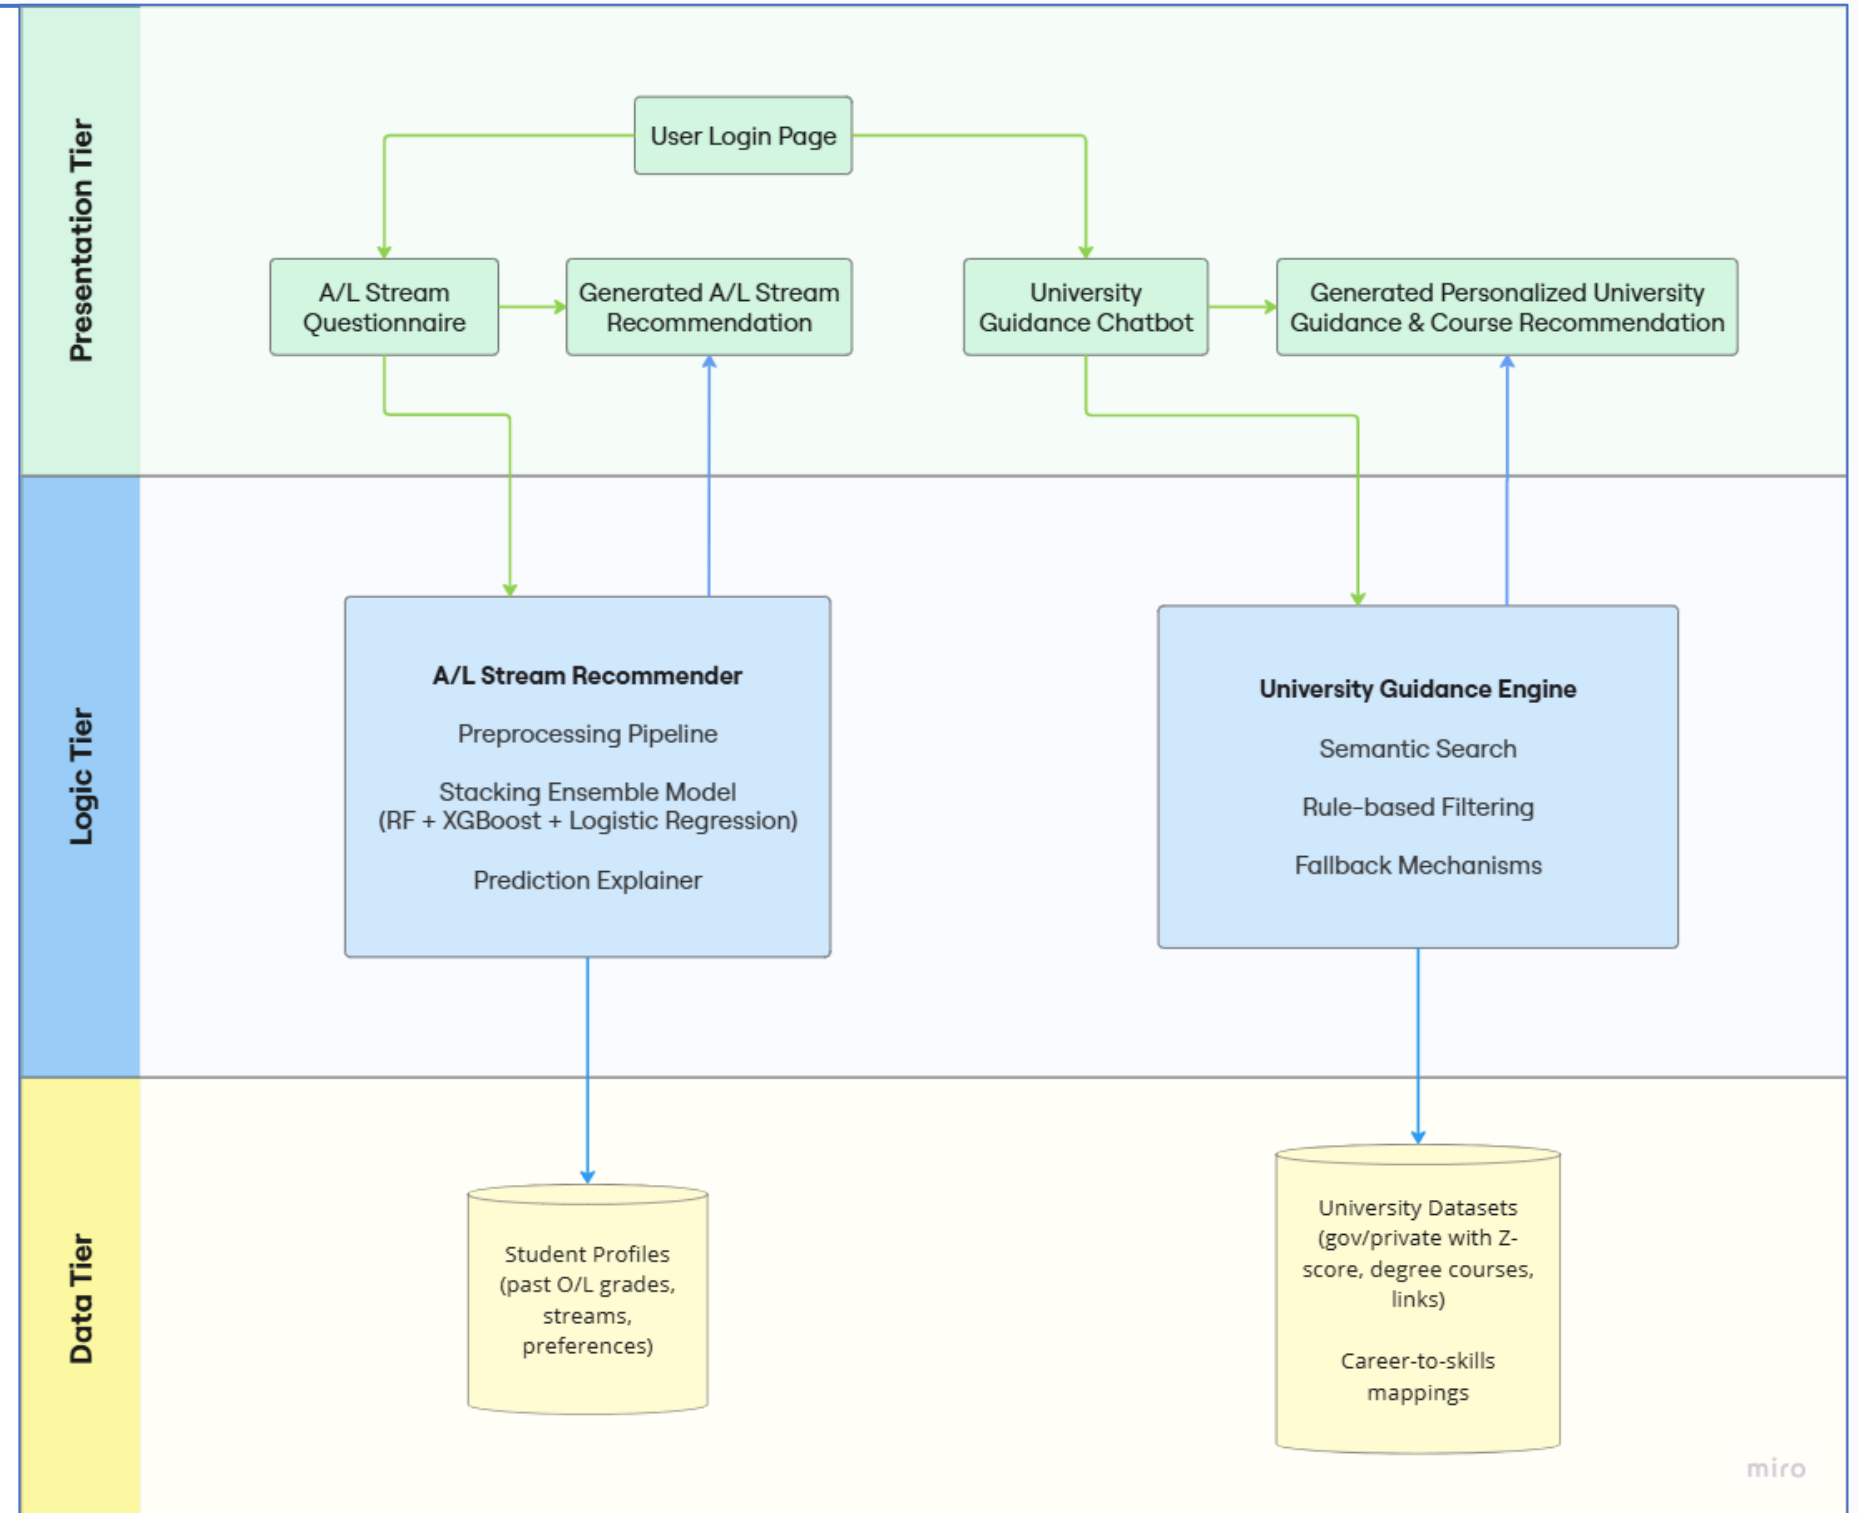 Presentation Tier
User Login Page
A/L Stream
Questionnaire
Generated A/L Stream
Recommendation
University
Guidance Chatbot
Generated Personalized University
Guidance & Course Recommendation
Logic Tier
A/L Stream Recommender
Preprocessing Pipeline
Stacking Ensemble Model
(RF + XGBoost + Logistic Regression)
Prediction Explainer
University Guidance Engine
Semantic Search
Rule-based Filtering
Fallback Mechanisms
Data Tier
Student Profiles
(past O/L grades,
streams,
preferences)
University Datasets
(gov/private with Z-
score, degree courses,
links)
Career-to-skills
mappings
miro